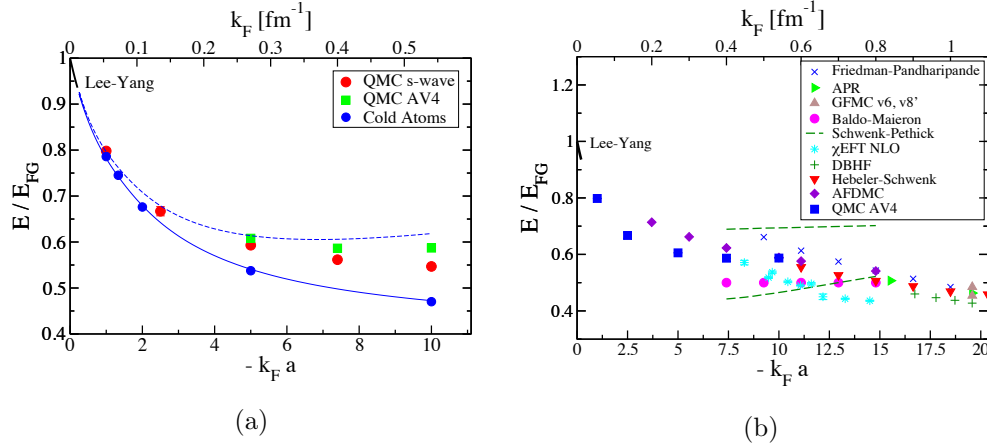 k_F [fm^-1]
0 0.1 0.2 0.3 0.4 0.5
1
0.9
0.8
0.7
0.6
0.5
0.4
E / E_FG
Lee-Yang
QMC s-wave
QMC AV4
Cold Atoms
0 2 4 6 8 10
- k_F a
(a)
k_F [fm^-1]
0 0.2 0.4 0.6 0.8 1
1.2
1
0.8
0.6
0.4
E / E_FG
Lee-Yang
Friedman-Pandharipande
APR
GFMC v6, v8'
Baldo-Maieron
Schwenk-Pethick
χEFT NLO
DBHF
Hebeler-Schwenk
AFDMC
QMC AV4
0 2.5 5 7.5 10 12.5 15 17.5 20
- k_F a
(b)